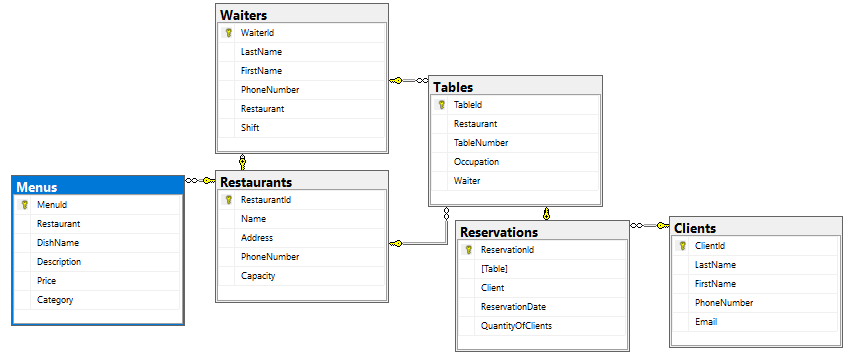 Waiters
WaiterId
LastName
FirstName
PhoneNumber
Restaurant
Shift
Tables
TableId
Restaurant
TableNumber
Occupation
Waiter
Menus
MenuId
Restaurant
DishName
Description
Price
Category
Restaurants
RestaurantId
Name
Address
PhoneNumber
Capacity
Reservations
ReservationId
[Table]
Client
ReservationDate
QuantityOfClients
Clients
ClientId
LastName
FirstName
PhoneNumber
Email